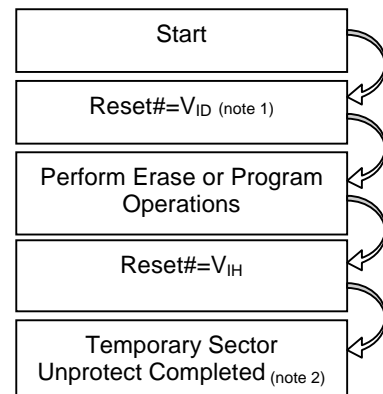 Start
Reset#=VID (note 1)
Perform Erase or Program
Operations
Reset#=VIH
Temporary Sector
Unprotect Completed (note 2)